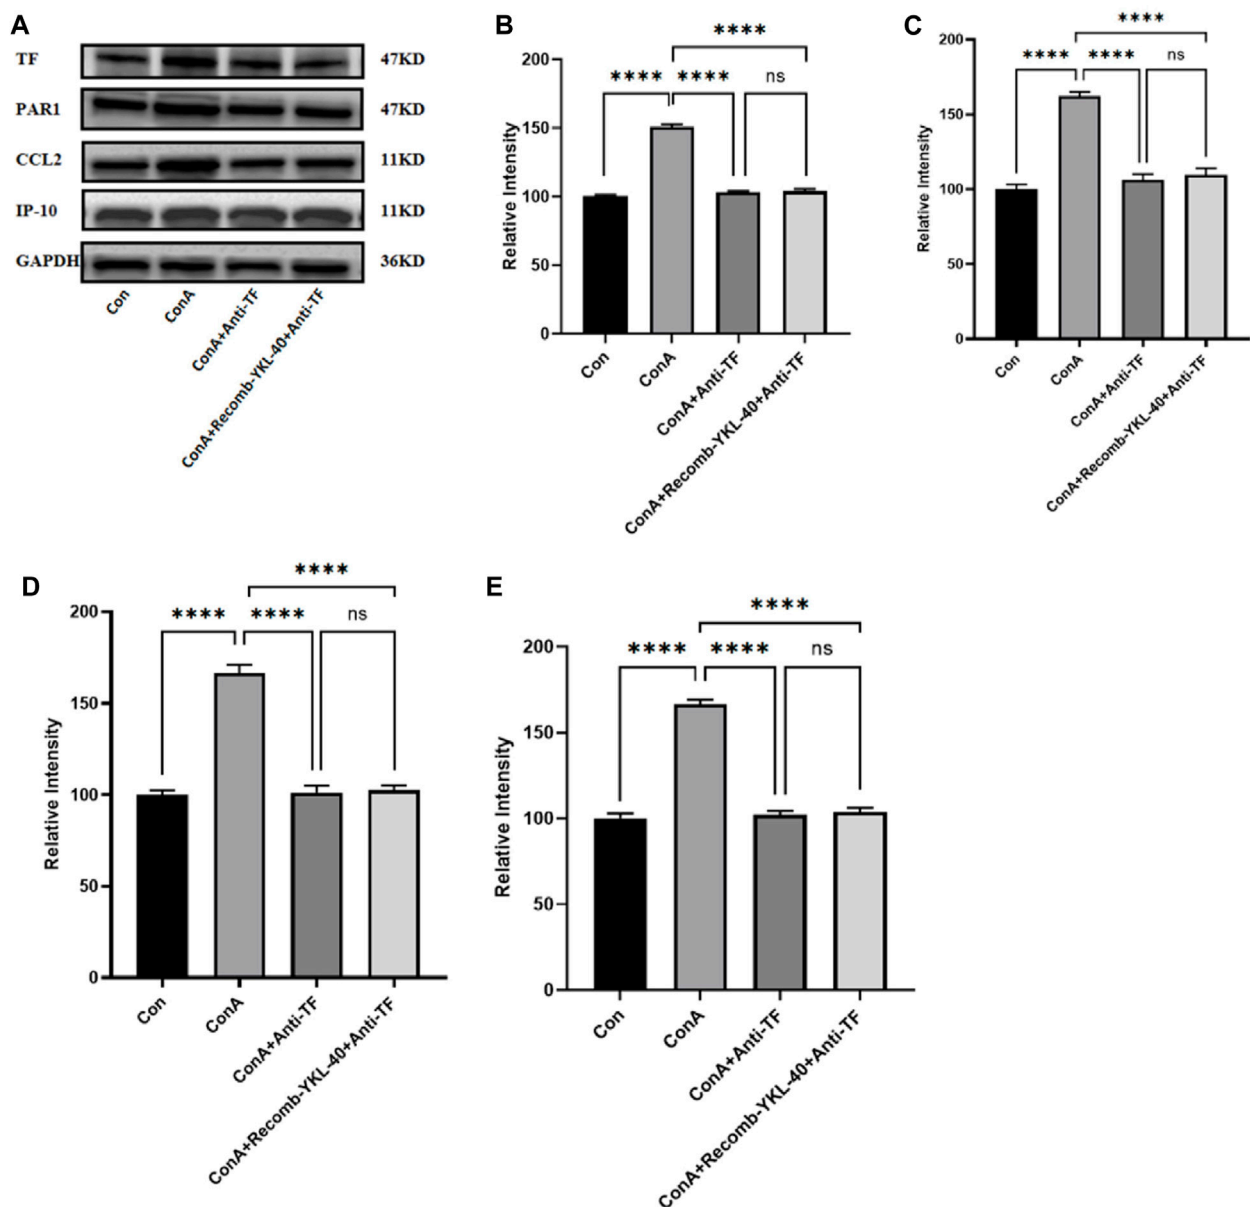 A
TF 47KD
PAR1 47KD
CCL2 11KD
IP-10 11KD
GAPDH 36KD
Con
ConA
ConA+Anti-TF
ConA+Recomb-YKL-40+Anti-TF
B
****
**** **** ns
Relative Intensity
200
150
100
50
0
Con
ConA
ConA+Anti-TF
ConA+Recomb-YKL-40+Anti-TF
C
****
**** **** ns
Relative Intensity
200
150
100
50
0
Con
ConA
ConA+Anti-TF
ConA+Recomb-YKL-40+Anti-TF
D
****
**** **** ns
Relative Intensity
200
150
100
50
0
Con
ConA
ConA+Anti-TF
ConA+Recomb-YKL-40+Anti-TF
E
****
**** **** ns
Relative Intensity
200
150
100
50
0
Con
ConA
ConA+Anti-TF
ConA+Recomb-YKL-40+Anti-TF